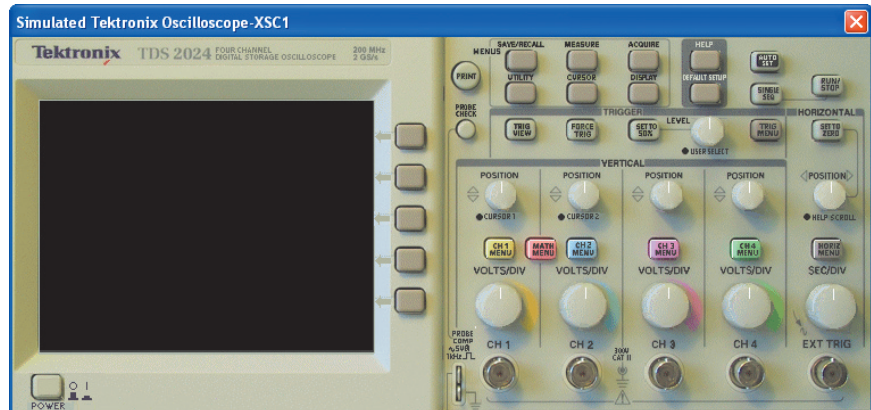 Simulated Tektronix Oscilloscope-XSC1
Tektronix TDS 2024 FOUR CHANNEL DIGITAL STORAGE OSCILLOSCOPE 200 MHz 2 GS/s
MENUS
SAVE/RECALL MEASURE ACQUIRE
UTILITY CURSOR DISPLAY
HELP
DEFAULT SETUP
AUTO SET
SINGLE SEQ
RUN/ STOP
PRINT
PROBE CHECK
TRIGGER
TRIG VIEW
FORCE TRIG
SET TO 50%
LEVEL
USER SELECT
TRIG MENU
HORIZONTAL
SET TO ZERO
VERTICAL
POSITION POSITION POSITION POSITION POSITION
CURSOR 1 CURSOR 2 HELP-SCROLL
CH 1 MENU
MATH MENU
CH 2 MENU
CH 3 MENU
CH 4 MENU
HORIZ MENU
VOLTS/DIV VOLTS/DIV VOLTS/DIV VOLTS/DIV SEC/DIV
PROBE COMP
~5V@
1kHz
CH 1 CH 2 CH 3 CH 4 EXT TRIG
300V
CAT II
POWER